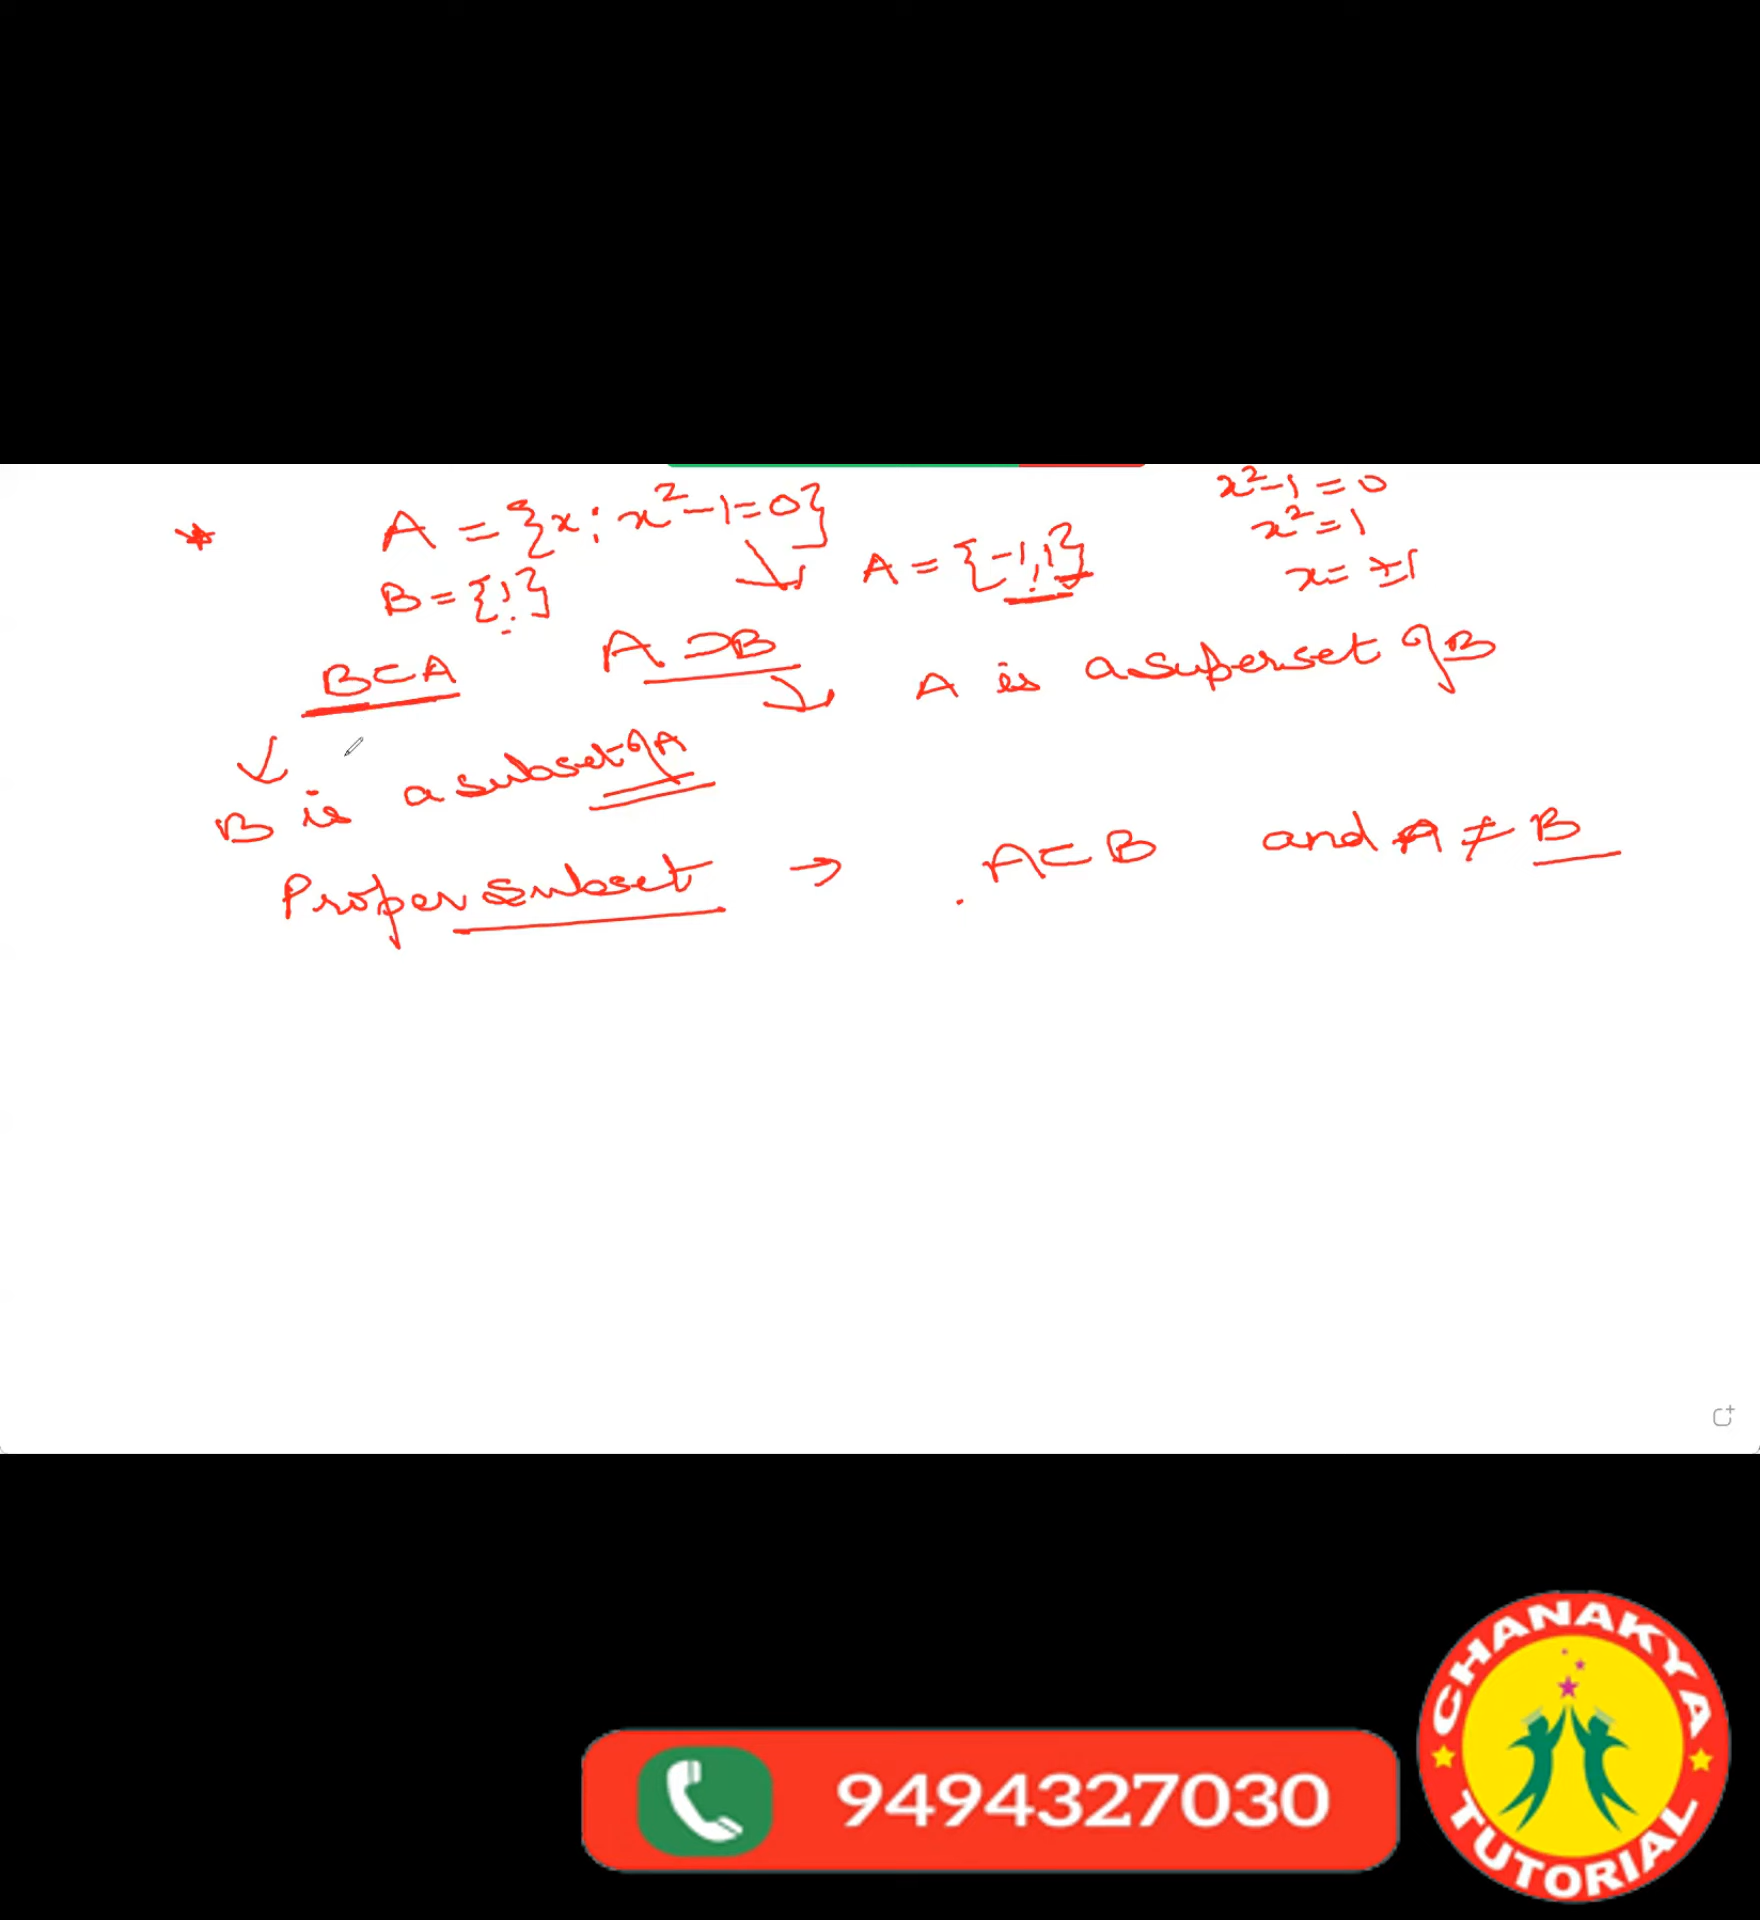 * A = {x : x² - 1 = 0}
x² - 1 = 0
x² = 1
x = ±1
B = {1}
A = {-1, 1}
B ⊂ A
A ⊃ B
A is a superset of B
B is a subset of A
Proper subset → A ⊂ B and A ≠ B
9494327030
CHANAKYA
TUTORIAL